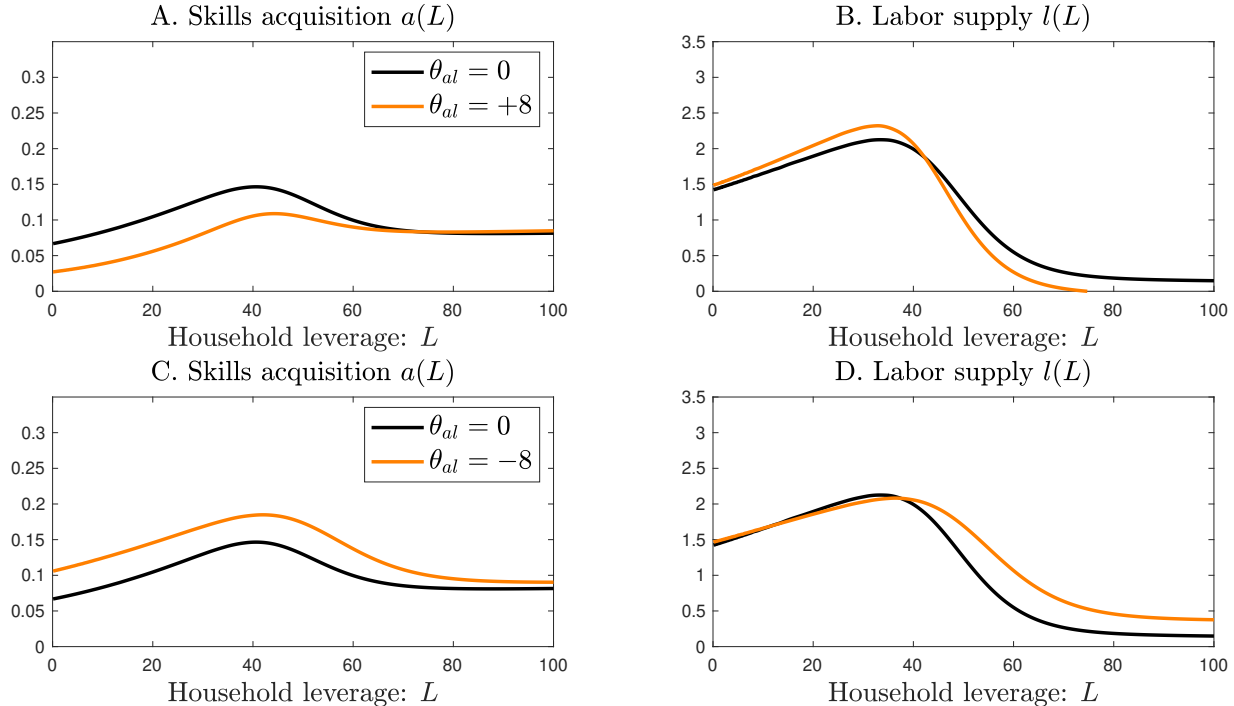 A. Skills acquisition a(L)
0.3
0.25
0.2
0.15
0.1
0.05
0
0 20 40 60 80 100
θ_al = 0
θ_al = +8
Household leverage: L
B. Labor supply l(L)
3.5
3
2.5
2
1.5
1
0.5
0
0 20 40 60 80 100
Household leverage: L
C. Skills acquisition a(L)
0.3
0.25
0.2
0.15
0.1
0.05
0
0 20 40 60 80 100
θ_al = 0
θ_al = −8
Household leverage: L
D. Labor supply l(L)
3.5
3
2.5
2
1.5
1
0.5
0
0 20 40 60 80 100
Household leverage: L